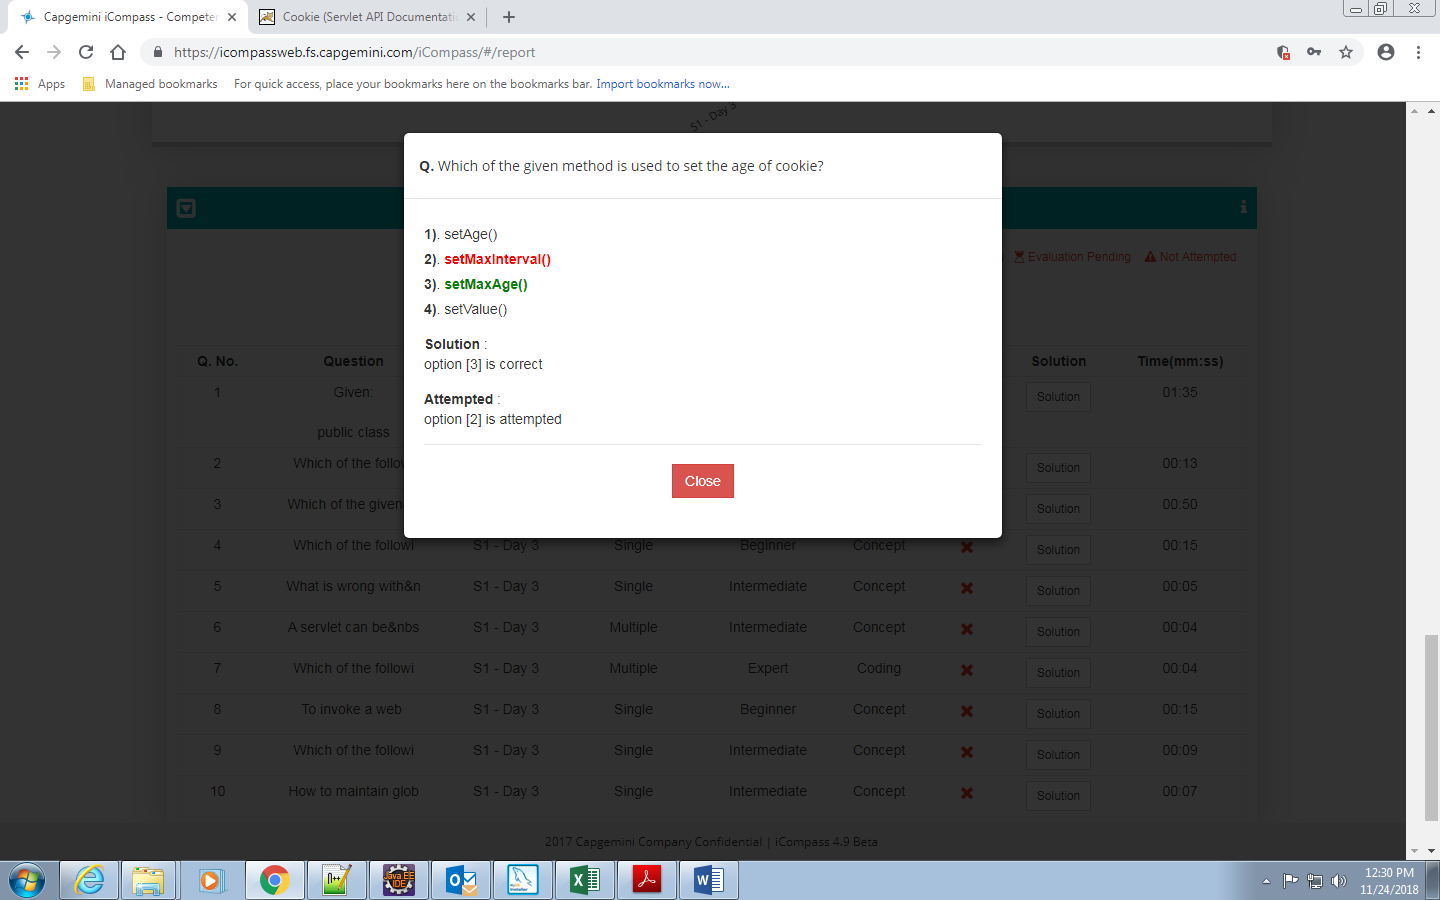 Capgemini iCompass - Competen
Cookie (Servlet API Documentati
https://icompassweb.fs.capgemini.com/iCompass/#/report
Apps
Managed bookmarks
For quick access, place your bookmarks here on the bookmarks bar. Import bookmarks now...
S1 - Day 3
Q. Which of the given method is used to set the age of cookie?
1). setAge()
2). setMaxInterval()
3). setMaxAge()
4). setValue()
Solution :
option [3] is correct
Attempted :
option [2] is attempted
Close
Evaluation Pending Not Attempted
Q. No. Question Solution Time(mm:ss)
1 Given: Solution 01:35
public class
2 Which of the follow Solution 00:13
3 Which of the given Solution 00:50
4 Which of the followi S1 - Day 3 Single Beginner Concept Solution 00:15
5 What is wrong with&n S1 - Day 3 Single Intermediate Concept Solution 00:05
6 A servlet can be&nbs S1 - Day 3 Multiple Intermediate Concept Solution 00:04
7 Which of the followi S1 - Day 3 Multiple Expert Coding Solution 00:04
8 To invoke a web S1 - Day 3 Single Beginner Concept Solution 00:15
9 Which of the followi S1 - Day 3 Single Intermediate Concept Solution 00:09
10 How to maintain glob S1 - Day 3 Single Intermediate Concept Solution 00:07
2017 Capgemini Company Confidential | iCompass 4.9 Beta
Java EE
IDE
12:30 PM
11/24/2018